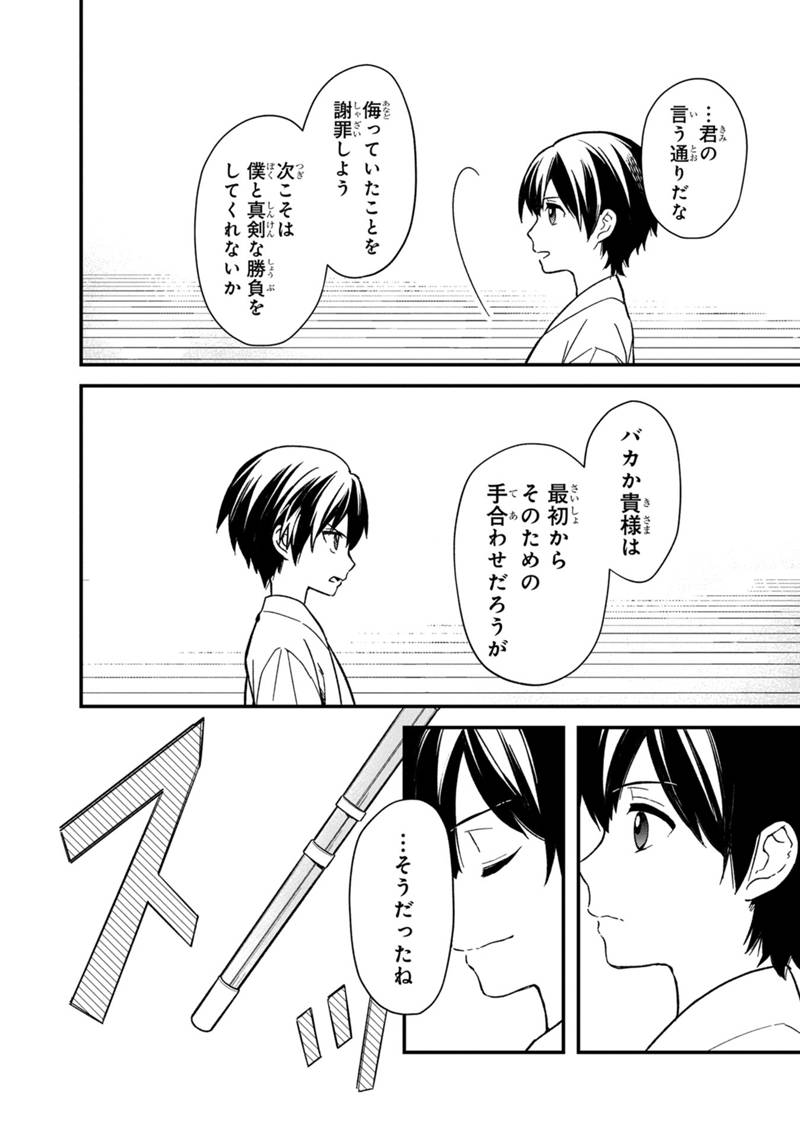 …君の
言う通りだな
侮っていたことを
謝罪しよう
次こそは
僕と真剣な勝負を
してくれないか
バカか貴様は
最初から
そのための
手合わせだろうが
…そうだったね
スッ